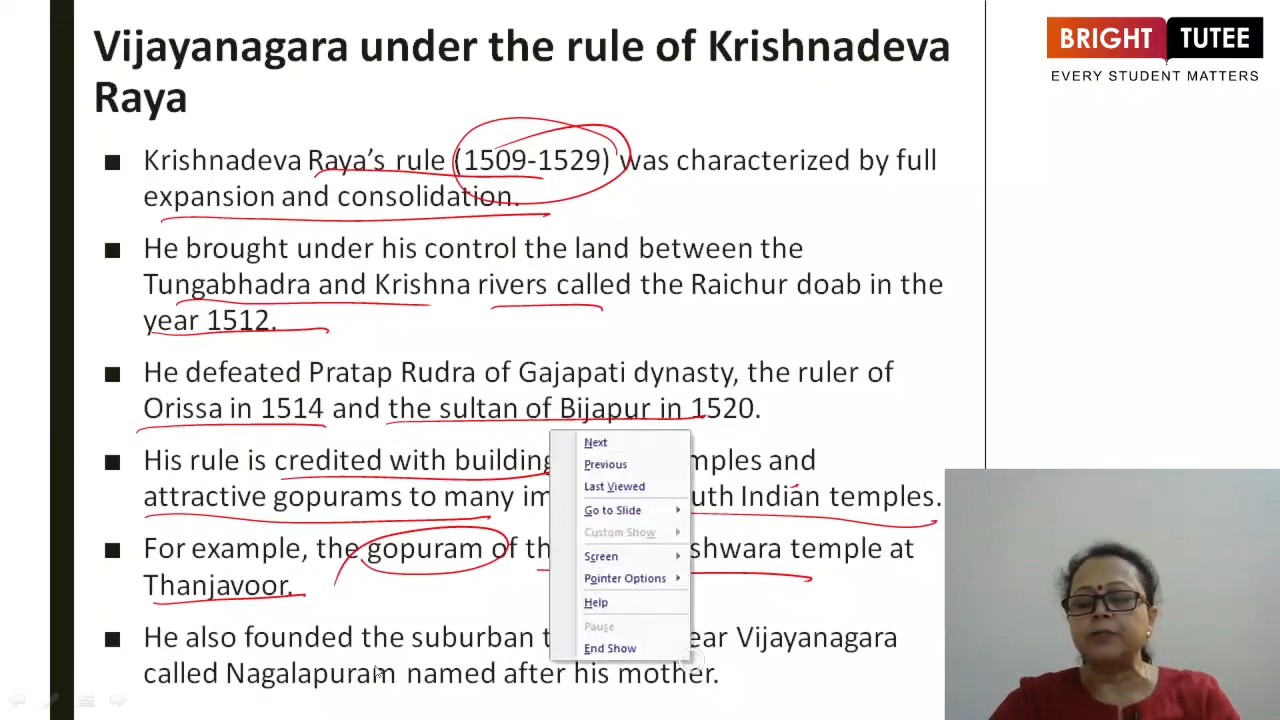 Vijayanagara under the rule of Krishnadeva
Raya
BRIGHT TUTEE
EVERY STUDENT MATTERS
■ Krishnadeva Raya's rule (1509-1529) was characterized by full
expansion and consolidation.
■ He brought under his control the land between the
Tungabhadra and Krishna rivers called the Raichur doab in the
year 1512.
■ He defeated Pratap Rudra of Gajapati dynasty, the ruler of
Orissa in 1514 and the sultan of Bijapur in 1520.
■ His rule is credited with building and
attractive gopurams to many South Indian temples.
■ For example, the gopuram of temple at
Thanjavoor.
■ He also founded the suburban near Vijayanagara
called Nagalapuram named after his mother.
Next
Previous
Last Viewed
Go to Slide
Custom Show
Screen
Pointer Options
Help
Pause
End Show